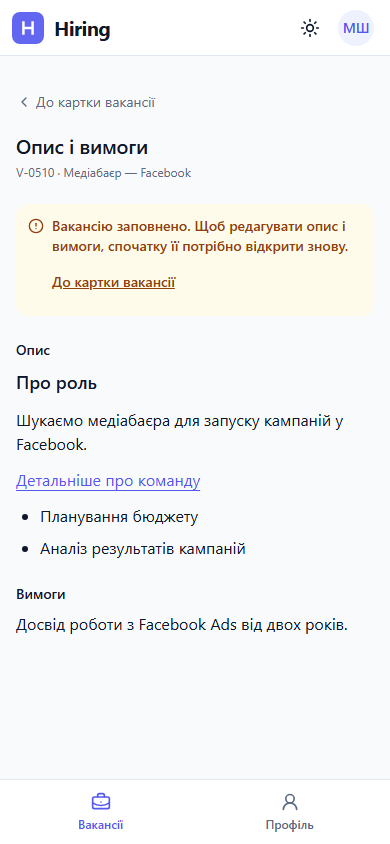 H Hiring МШ
До картки вакансії
Опис і вимоги
V-0510 · Медіабаєр — Facebook
Вакансію заповнено. Щоб редагувати опис і
вимоги, спочатку її потрібно відкрити знову.
До картки вакансії
Опис
Про роль
Шукаємо медіабаєра для запуску кампаній у
Facebook.
Детальніше про команду
• Планування бюджету
• Аналіз результатів кампаній
Вимоги
Досвід роботи з Facebook Ads від двох років.
Вакансії Профіль